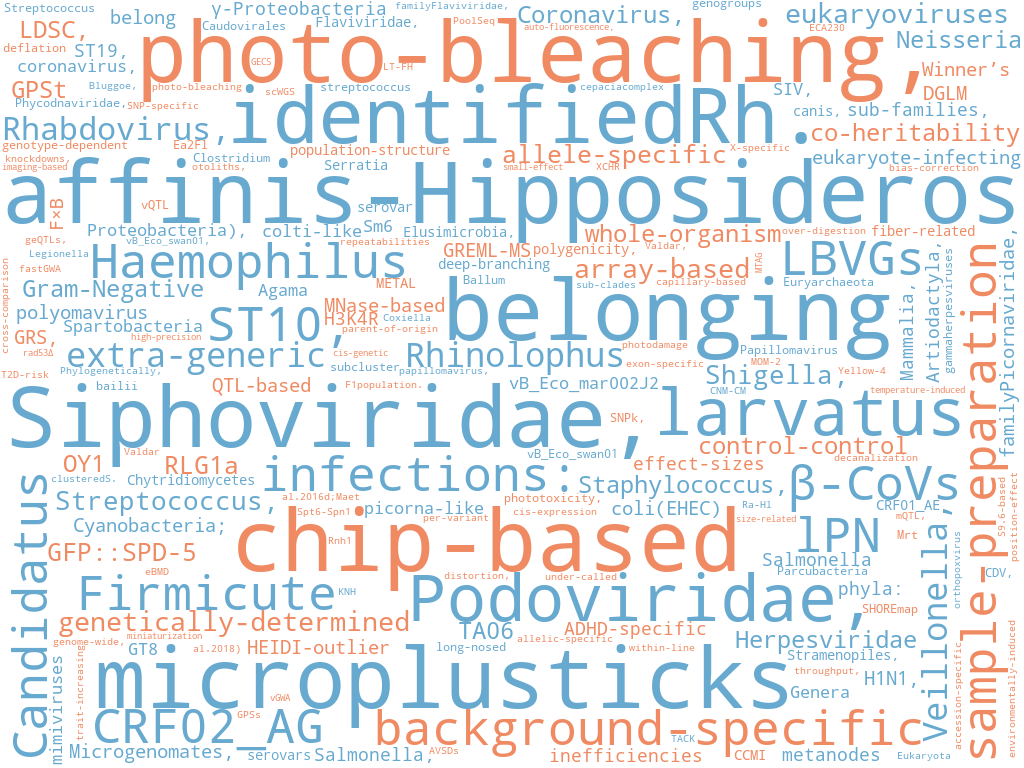 Streptococcus
belong
γ-Proteobacteria
familyFlaviviridae,
genogroups
LDSC,
Caudovirales
Flaviviridae,
PoolSeq
Coronavirus,
eukaryoviruses
auto-fluorescence,
ECA230
deflation
ST19,
photo-bleaching,
Neisseria
coronavirus,
GECS
LT-FH
Winner's
GPSt
Bluggoe,
photo-bleaching
scWGS
streptococcus
cepaciacomplex
SIV,
DGLM
Phycodnaviridae,
SNP-specific
canis,
sub-families,
Rhabdovirus,
identifiedRh.
co-heritability
genotype-dependent
Ea2Fl
population-structure
allele-specific
X-specific
knockdowns,
Clostridium
eukaryote-infecting
imaging-based
otoliths,
Serratia
small-effect
XCHR
bias-correction
affinis-Hipposideros
F×B
vQTL
serovar
Proteobacteria),
colti-like
Sm6
Elusimicrobia,
whole-organism
over-digestion
fiber-related
geQTLs,
vB_Eco_swan01,
repeatabilities
GREML-MS
polygenicity,
Valdar,
Legionella
Haemophilus
LBVGs
fastGWA
deep-branching
array-based
MTAG
cross-comparison
Gram-Negative
Agama
METAL
Ballum
sub-clades
capillary-based
Euryarchaeota
Mammalia,
Artiodactyla,
gammaherpesviruses
familyPicornaviridae,
polyomavirus
MNase-based
belonging
Spartobacteria
ST10,
H3K4R
Coxiella
parent-of-origin
GRS,
high-precision
rad53Δ
extra-generic
cis-genetic
Rhinolophus
photodamage
Papillomavirus
exon-specific
MOM-2
T2D-risk
Phylogenetically,
subcluster
papillomavirus,
Shigella,
Yellow-4
bailii
QTL-based
F1population.
vB_Eco_mar002J2
CNM-CM
temperature-induced
Siphoviridae,
larvatus
SNPk,
control-control
Valdar
vB_Eco_swan01
OY1
RLG1a
effect-sizes
decanalization
sample-preparation
Candidatus
clusteredS.
Chytridiomycetes
infections:
Staphylococcus,
β-CoVs
S9.6-based
position-effect
Streptococcus,
al.2016d;Maet
phototoxicity,
Ra-Hl
CRF01_AE
Spt6-Spn1
picorna-like
cis-expression
coli(EHEC)
mQTL,
Cyanobacteria;
per-variant
size-related
chip-based
lPN
Mrt
Rnh1
GFP::SPD-5
Salmonella
orthopoxvirus
eBMD
distortion,
under-called
Parcubacteria
CDV,
Firmicute
KNH
Podoviridae,
phyla:
SHOREmap
Veillonella,
genetically-determined
TA06
ADHD-specific
genome-wide,
miniaturization
allelic-specific
Herpesviridae
GT8
al.2018)
HEIDI-outlier
long-nosed
within-line
Stramenopiles,
mimiviruses
trait-increasing
microplusticks
throughput,
H1N1,
accession-specific
environmentally-induced
vGWA
Genera
CRF02_AG
GPSs
background-specific
TACK
Microgenomates,
serovars
Salmonella,
AVSDs
inefficiencies
CCMI
metanodes
Eukaryota